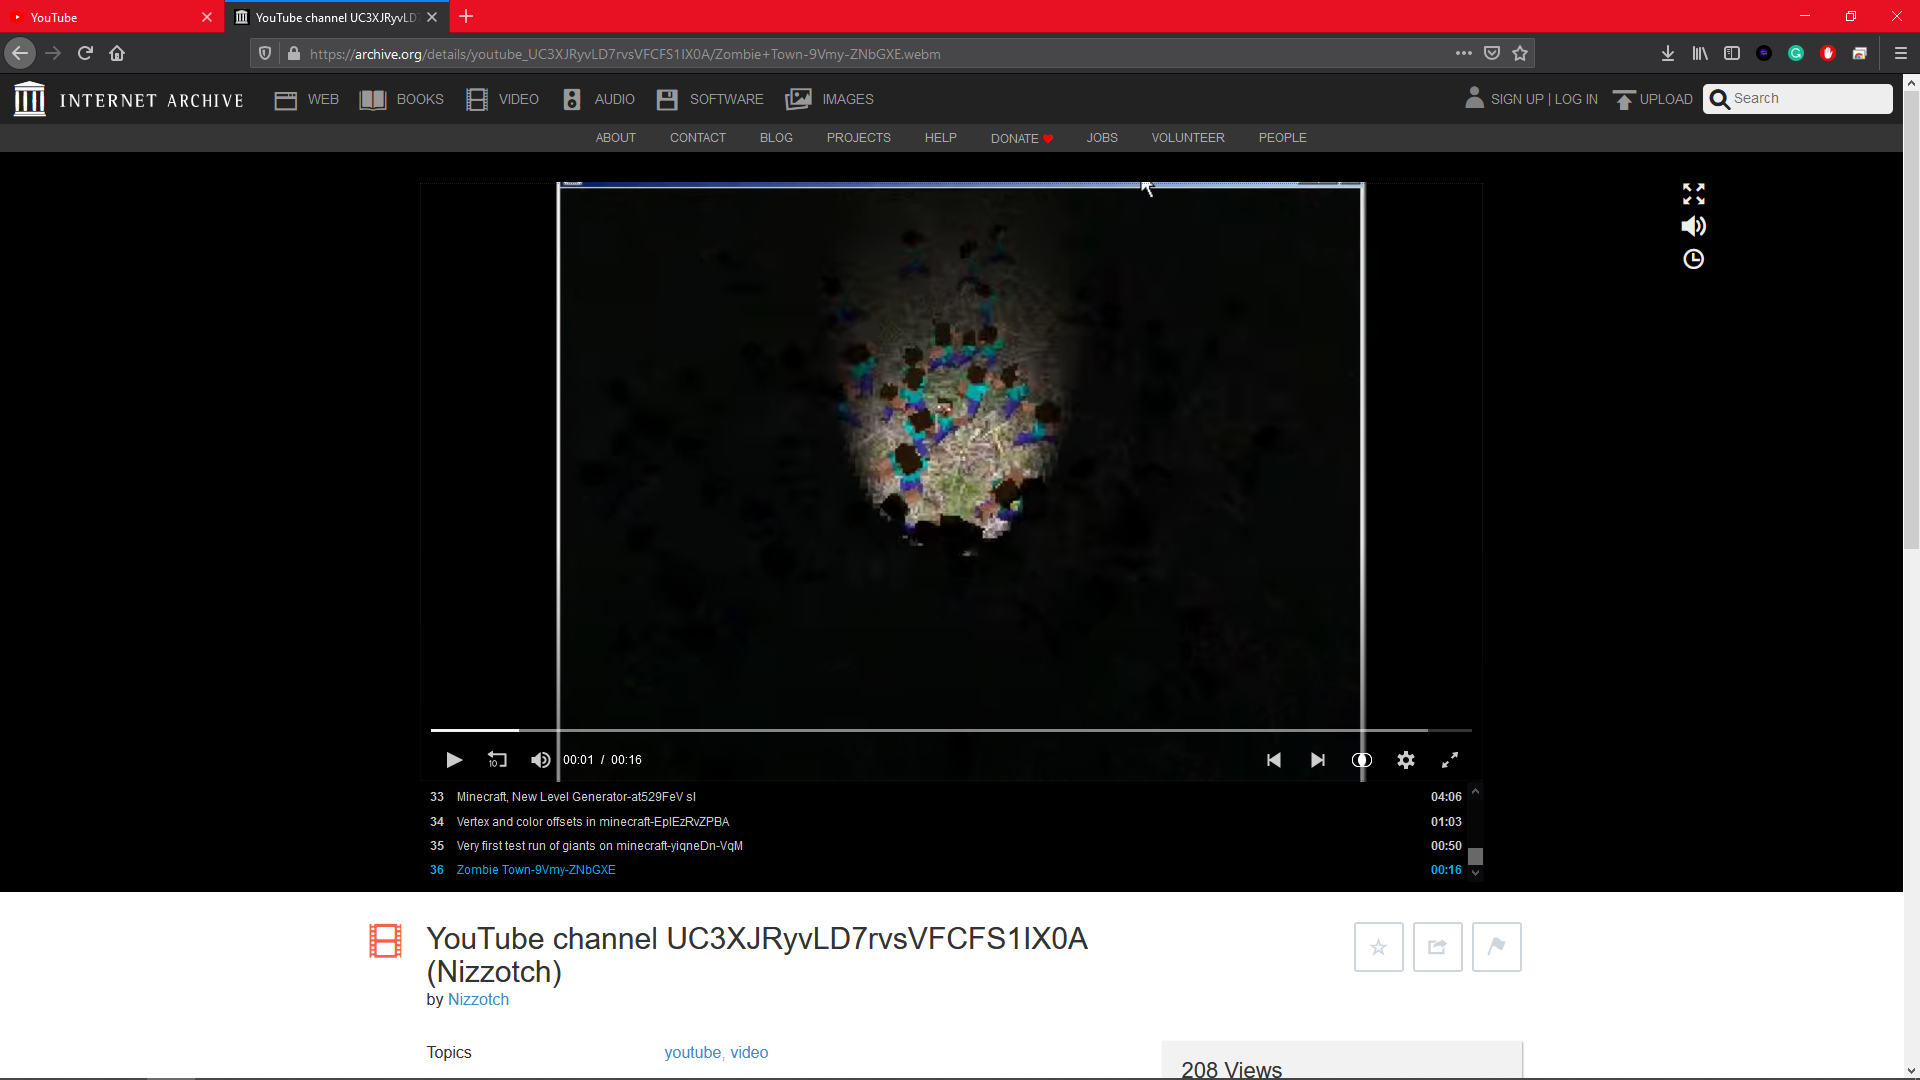 YouTube
YouTube channel UC3XJRyvLD
https://archive.org/details/youtube_UC3XJRyvLD7rvsVFCFS1IX0A/Zombie+Town-9Vmy-ZNbGXE.webm
INTERNET ARCHIVE
WEB
BOOKS
VIDEO
AUDIO
SOFTWARE
IMAGES
SIGN UP | LOG IN
UPLOAD
Search
ABOUT
CONTACT
BLOG
PROJECTS
HELP
DONATE
JOBS
VOLUNTEER
PEOPLE
10
00:01 / 00:16
33 Minecraft, New Level Generator-at529FeV sI 04:06
34 Vertex and color offsets in minecraft-EpIEzRvZPBA 01:03
35 Very first test run of giants on minecraft-yiqneDn-VqM 00:50
36 Zombie Town-9Vmy-ZNbGXE 00:16
YouTube channel UC3XJRyvLD7rvsVFCFS1IX0A
(Nizzotch)
by Nizzotch
Topics youtube, video
208 Views